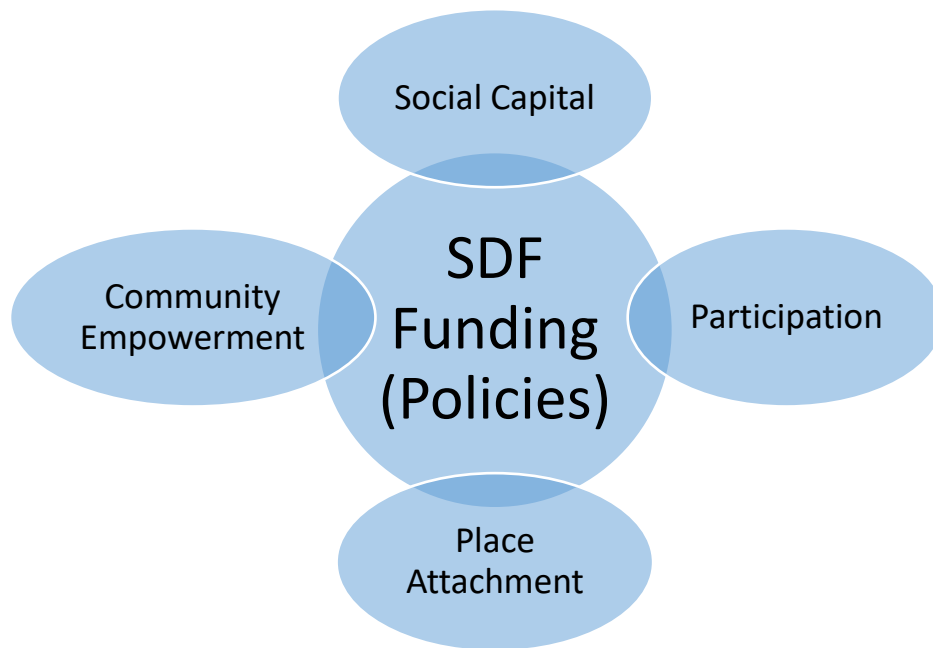 Social Capital
SDF
Funding
(Policies)
Community
Empowerment
Participation
Place
Attachment